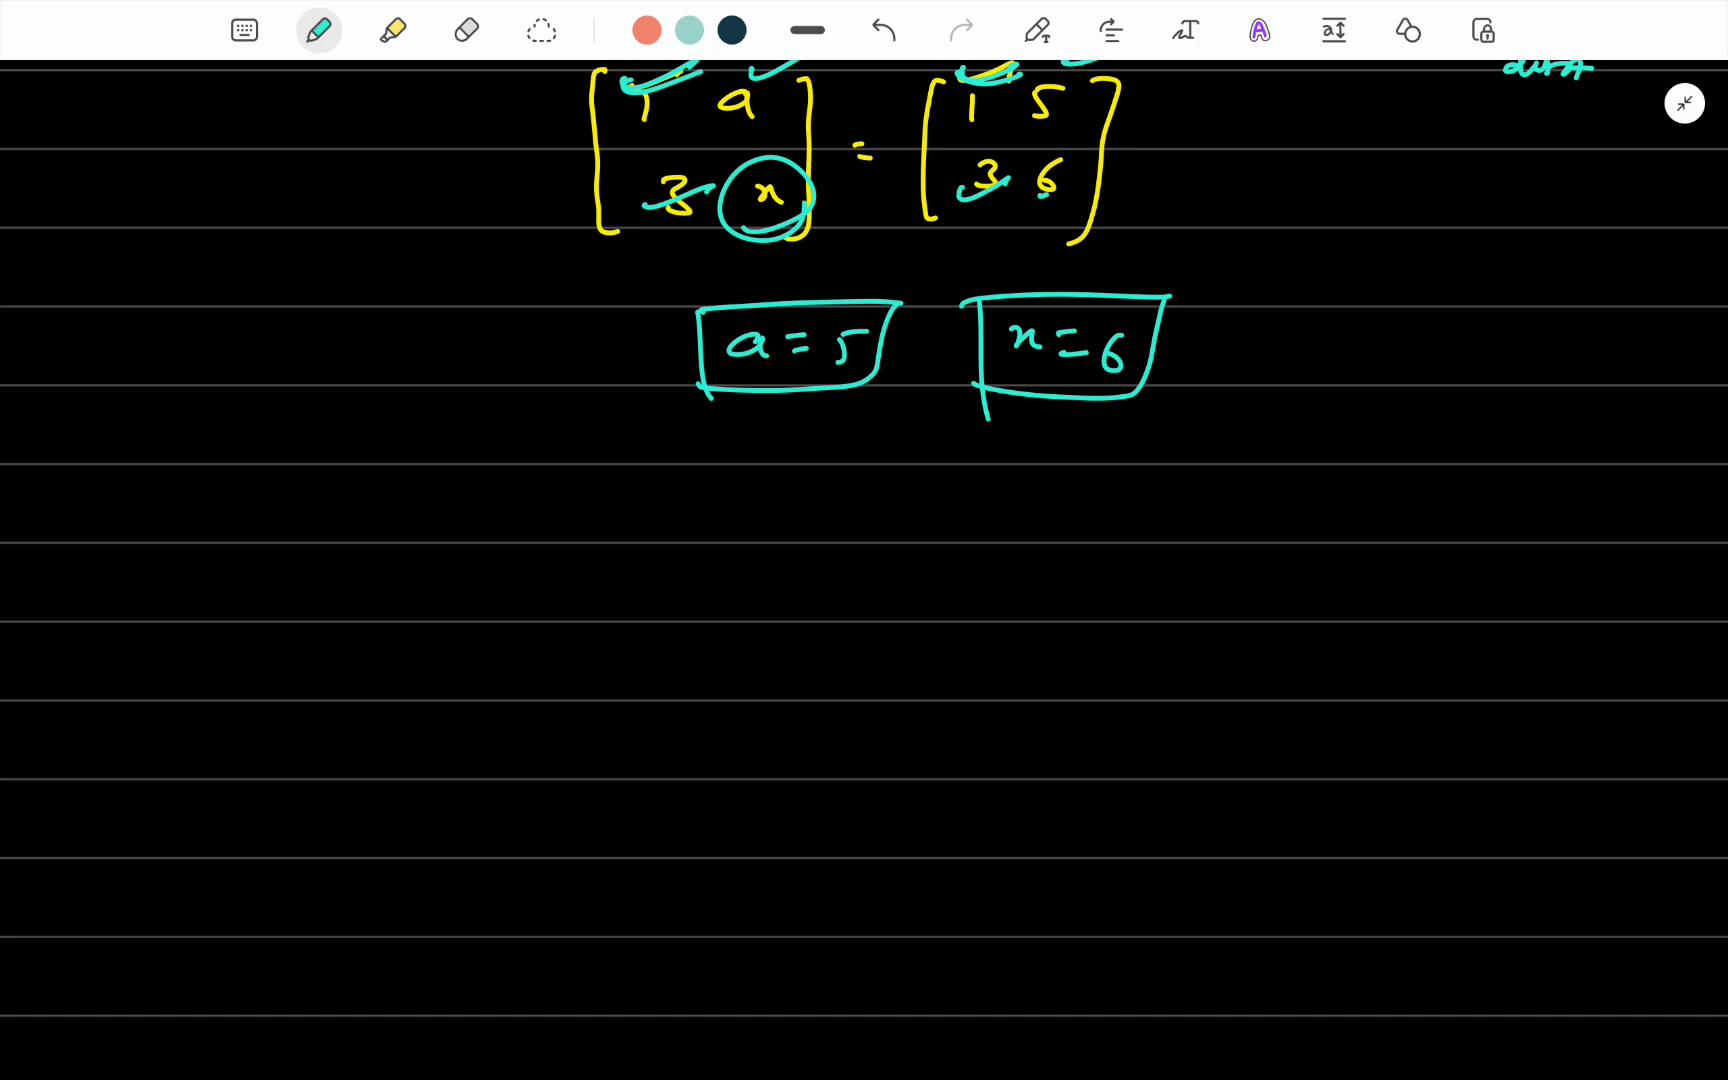 [ 1 a ] = [ 1 5 ]
[ 3 x ] [ 3 6 ]
a = 5 x = 6